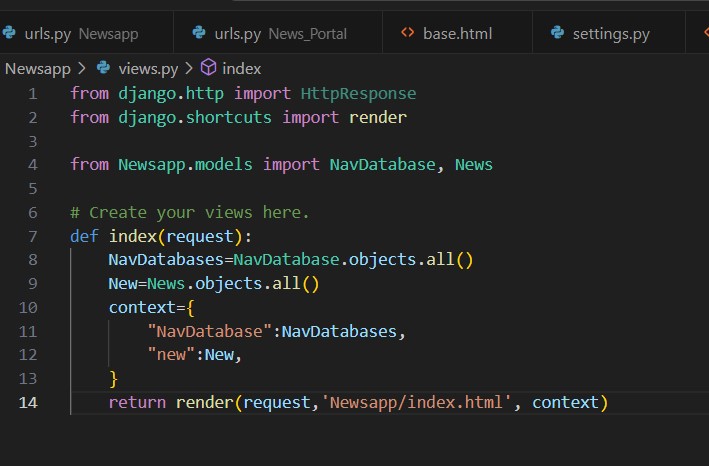 urls.py Newsapp urls.py News_Portal <> base.html settings.py
Newsapp > views.py > index
1 from django.http import HttpResponse
2 from django.shortcuts import render
3
4 from Newsapp.models import NavDatabase, News
5
6 # Create your views here.
7 def index(request):
8     NavDatabases=NavDatabase.objects.all()
9     New=News.objects.all()
10     context={
11         "NavDatabase":NavDatabases,
12         "new":New,
13     }
14     return render(request,'Newsapp/index.html', context)